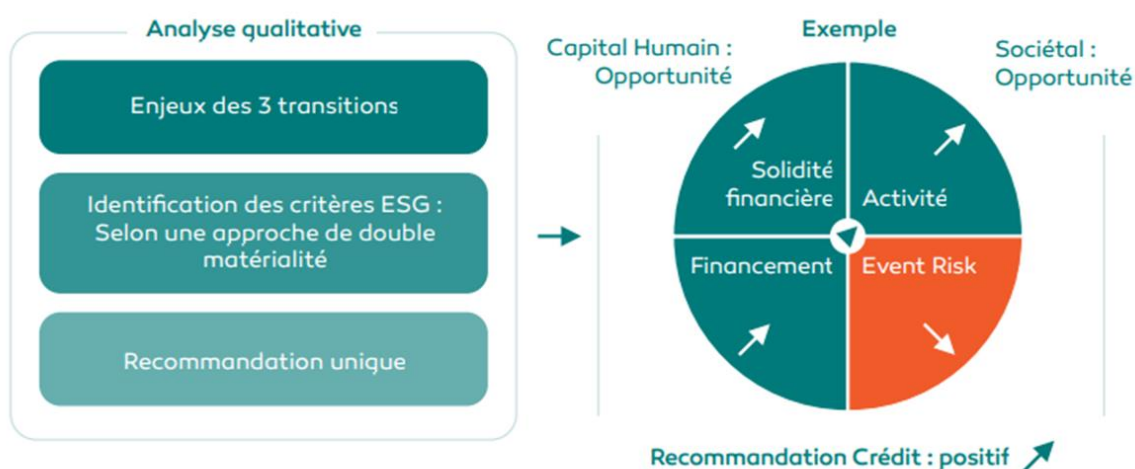 Analyse qualitative
Enjeux des 3 transitions
Identification des critères ESG :
Selon une approche de double
matérialité
Recommandation unique
Exemple
Capital Humain :
Opportunité
Sociétal :
Opportunité
Solidité
financière
Activité
Financement
Event Risk
Recommandation Crédit : positif